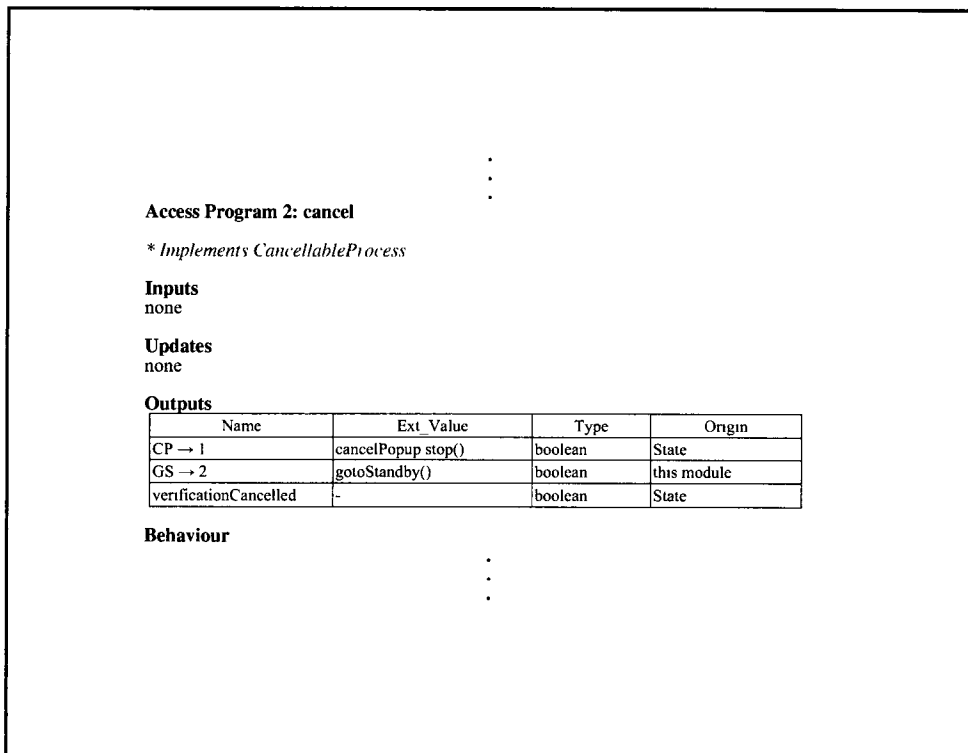 Access Program 2: cancel
* Implements CancellableProcess
Inputs
none
Updates
none
Outputs
Name Ext_Value Type Origin
CP → 1 cancelPopup stop() boolean State
GS → 2 gotoStandby() boolean this module
verificationCancelled - boolean State
Behaviour